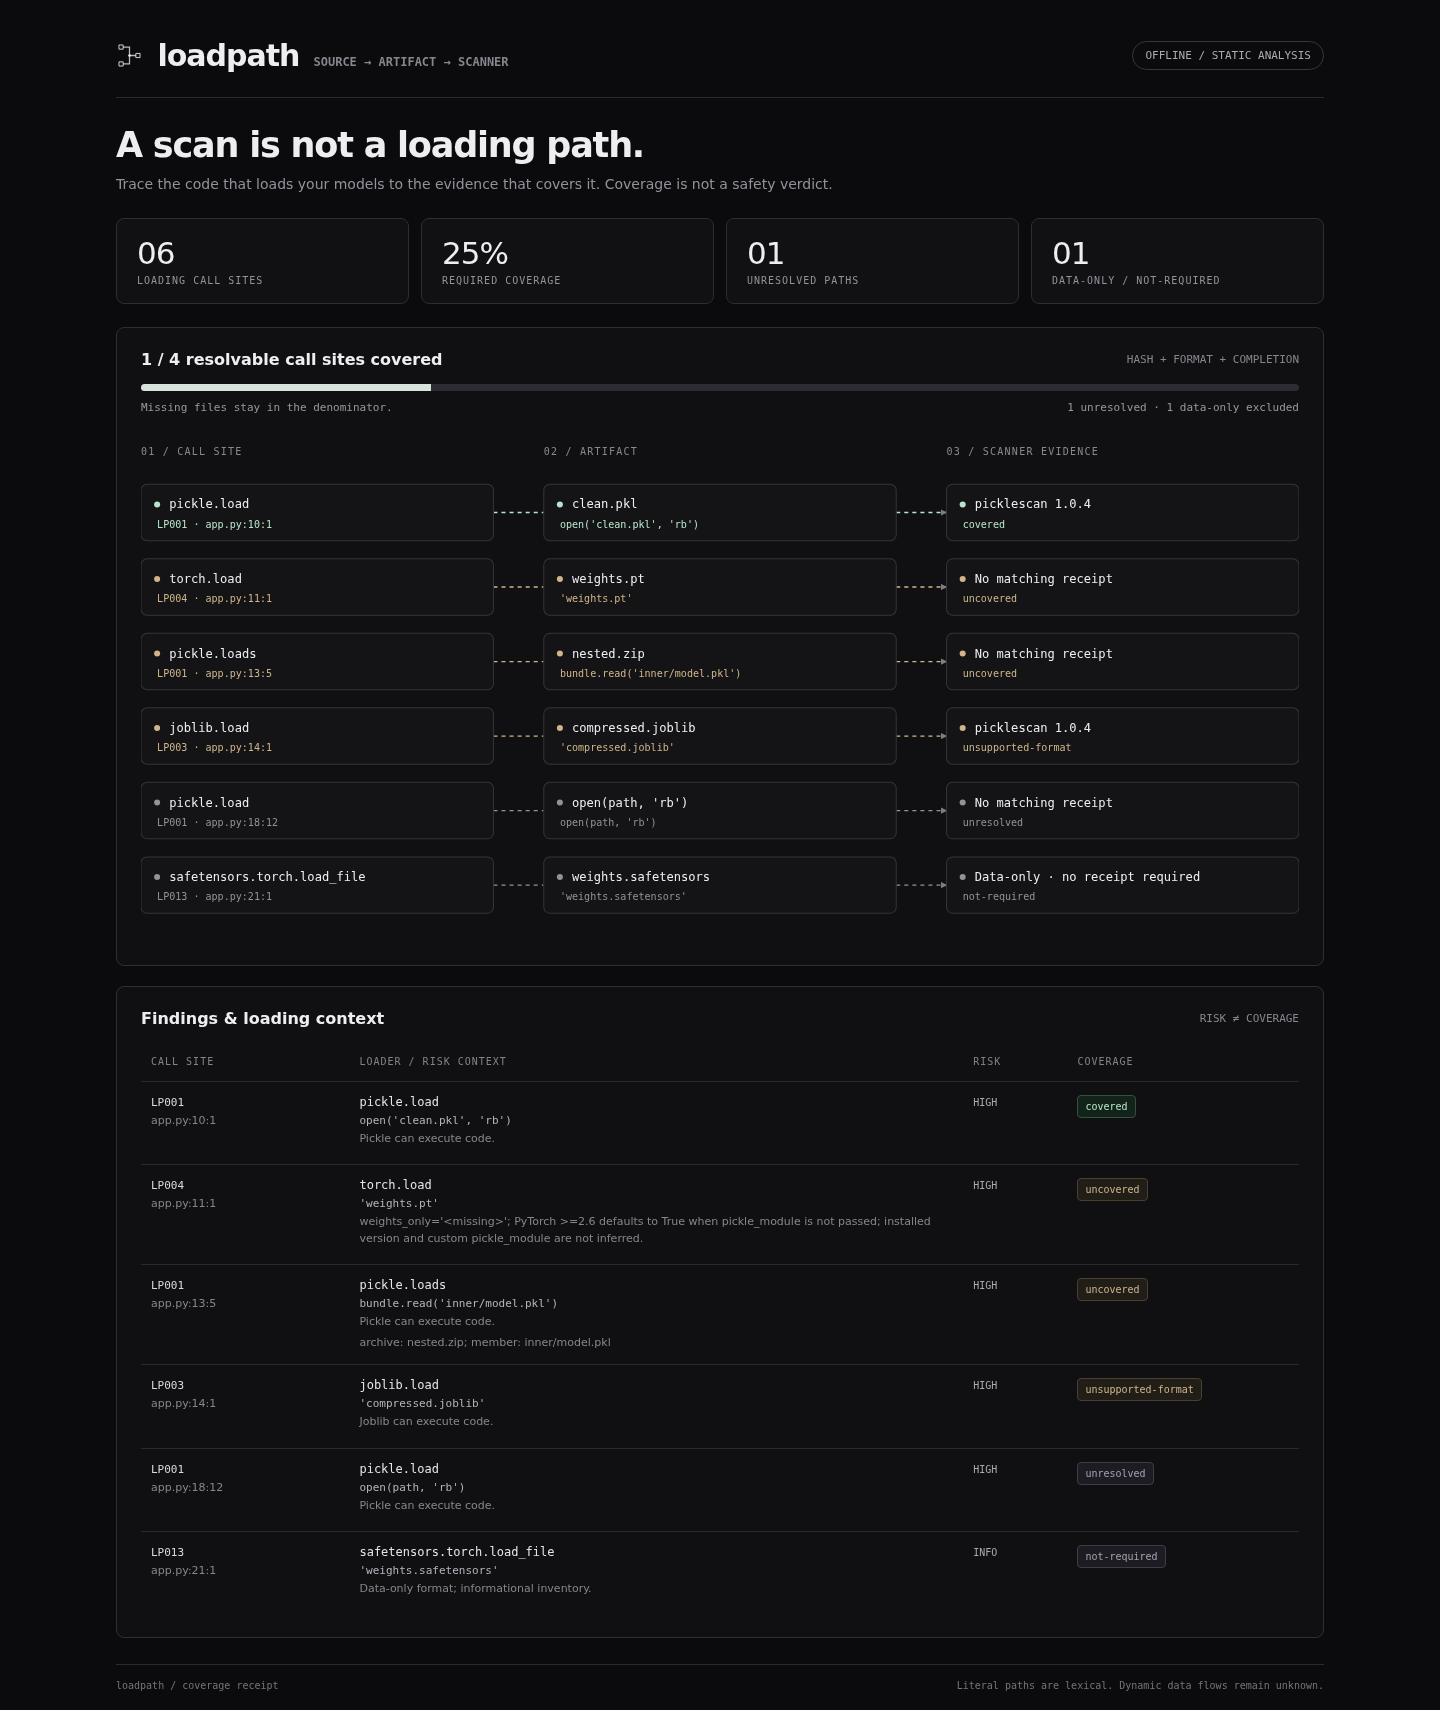 loadpath SOURCE → ARTIFACT → SCANNER OFFLINE / STATIC ANALYSIS
A scan is not a loading path.
Trace the code that loads your models to the evidence that covers it. Coverage is not a safety verdict.
06
LOADING CALL SITES
25%
REQUIRED COVERAGE
01
UNRESOLVED PATHS
01
DATA-ONLY / NOT-REQUIRED
1 / 4 resolvable call sites covered HASH + FORMAT + COMPLETION
Missing files stay in the denominator. 1 unresolved · 1 data-only excluded
01 / CALL SITE 02 / ARTIFACT 03 / SCANNER EVIDENCE
pickle.load clean.pkl picklescan 1.0.4
LP001 · app.py:10:1 open('clean.pkl', 'rb') covered
torch.load weights.pt No matching receipt
LP004 · app.py:11:1 'weights.pt' uncovered
pickle.loads nested.zip No matching receipt
LP001 · app.py:13:5 bundle.read('inner/model.pkl') uncovered
joblib.load compressed.joblib picklescan 1.0.4
LP003 · app.py:14:1 'compressed.joblib' unsupported-format
pickle.load open(path, 'rb') No matching receipt
LP001 · app.py:18:12 open(path, 'rb') unresolved
safetensors.torch.load_file weights.safetensors Data-only · no receipt required
LP013 · app.py:21:1 'weights.safetensors' not-required
Findings & loading context RISK ≠ COVERAGE
CALL SITE LOADER / RISK CONTEXT RISK COVERAGE
LP001 pickle.load HIGH covered
app.py:10:1 open('clean.pkl', 'rb')
Pickle can execute code.
LP004 torch.load HIGH uncovered
app.py:11:1 'weights.pt'
weights_only='<missing>'; PyTorch >=2.6 defaults to True when pickle_module is not passed; installed
version and custom pickle_module are not inferred.
LP001 pickle.loads HIGH uncovered
app.py:13:5 bundle.read('inner/model.pkl')
Pickle can execute code.
archive: nested.zip; member: inner/model.pkl
LP003 joblib.load HIGH unsupported-format
app.py:14:1 'compressed.joblib'
Joblib can execute code.
LP001 pickle.load HIGH unresolved
app.py:18:12 open(path, 'rb')
Pickle can execute code.
LP013 safetensors.torch.load_file INFO not-required
app.py:21:1 'weights.safetensors'
Data-only format; informational inventory.
loadpath / coverage receipt Literal paths are lexical. Dynamic data flows remain unknown.